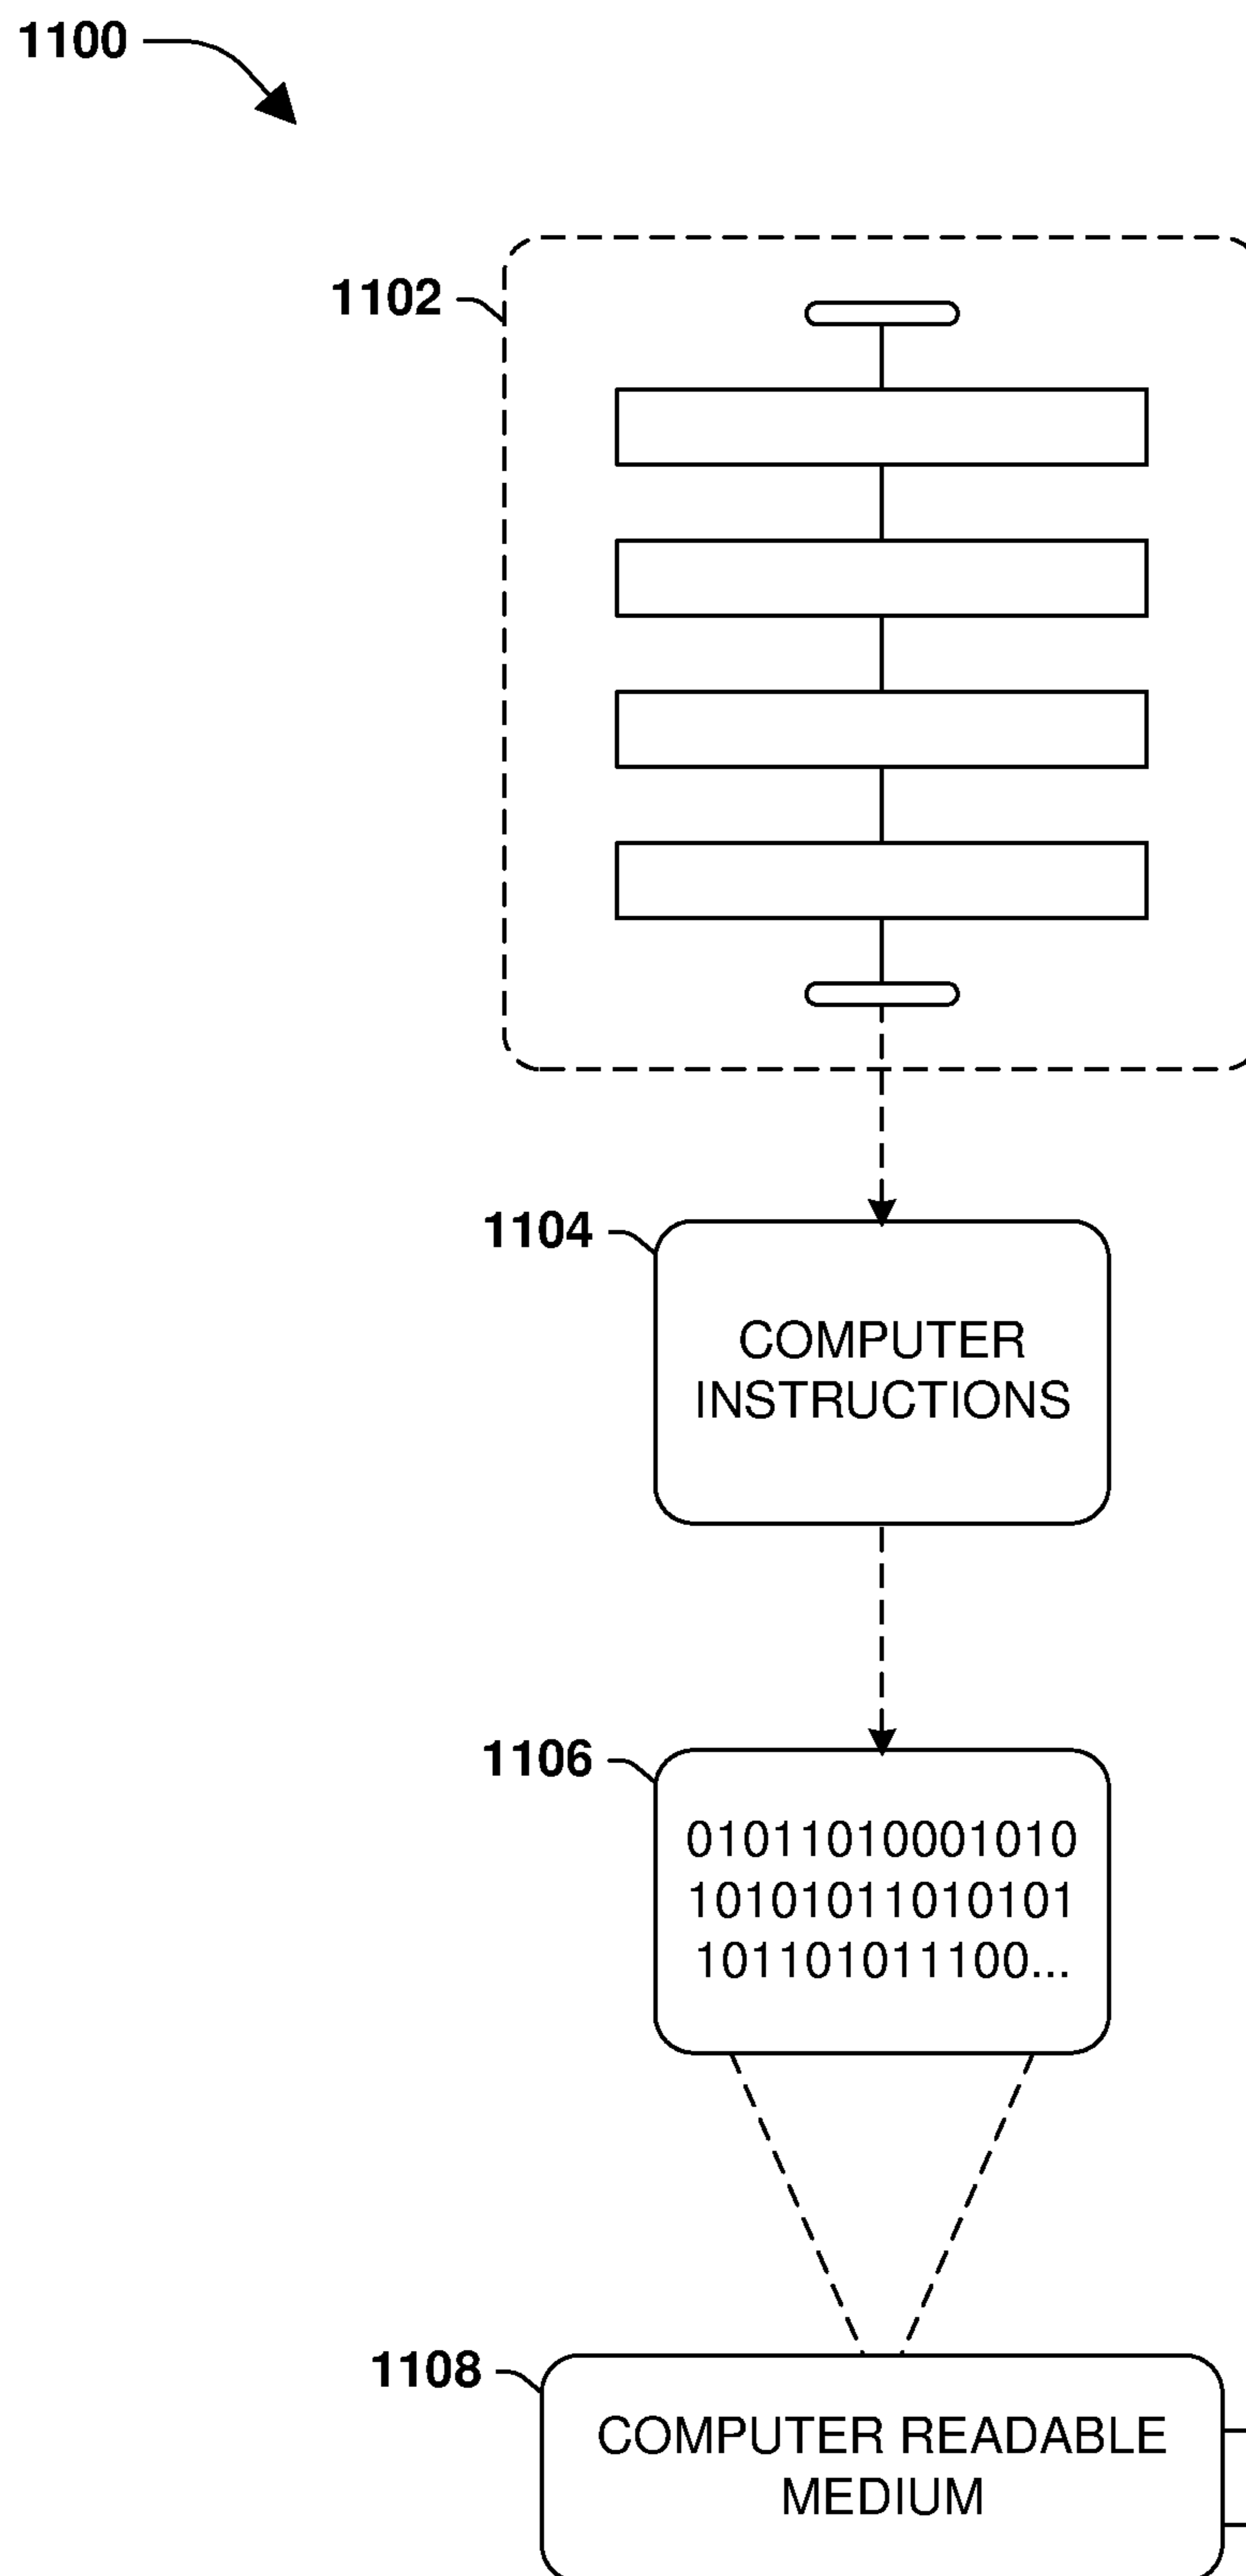 1100
1102
1104
COMPUTER
INSTRUCTIONS
1106
01011010001010
10101011010101
101101011100...
1108
COMPUTER READABLE
MEDIUM